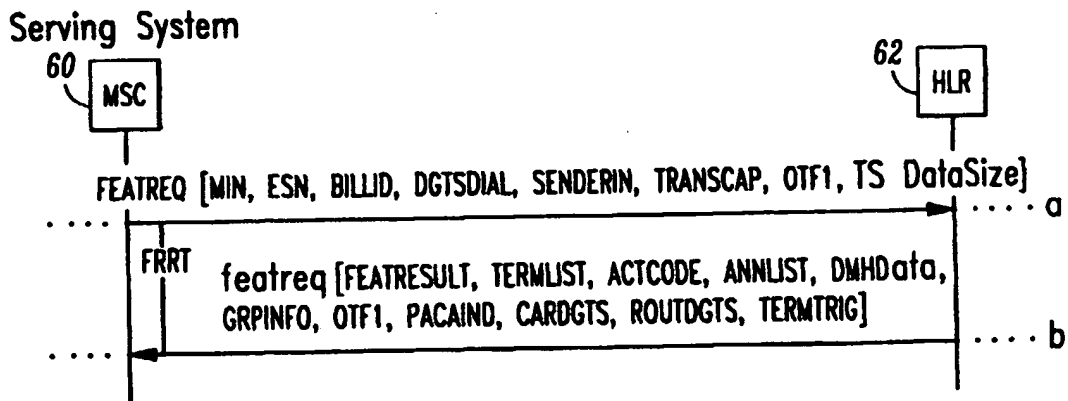 Serving System
60
MSC
62
HLR
FEATREQ [MIN, ESN, BILLID, DGTSDIAL, SENDERIN, TRANSCAP, OTF1, TS DataSize]
a
FRRT
featreq [FEATRESULT, TERMLIST, ACTCODE, ANNLIST, DMHData,
GRPINFO, OTF1, PACAIND, CARDGTS, ROUTDGTS, TERMTRIG]
b